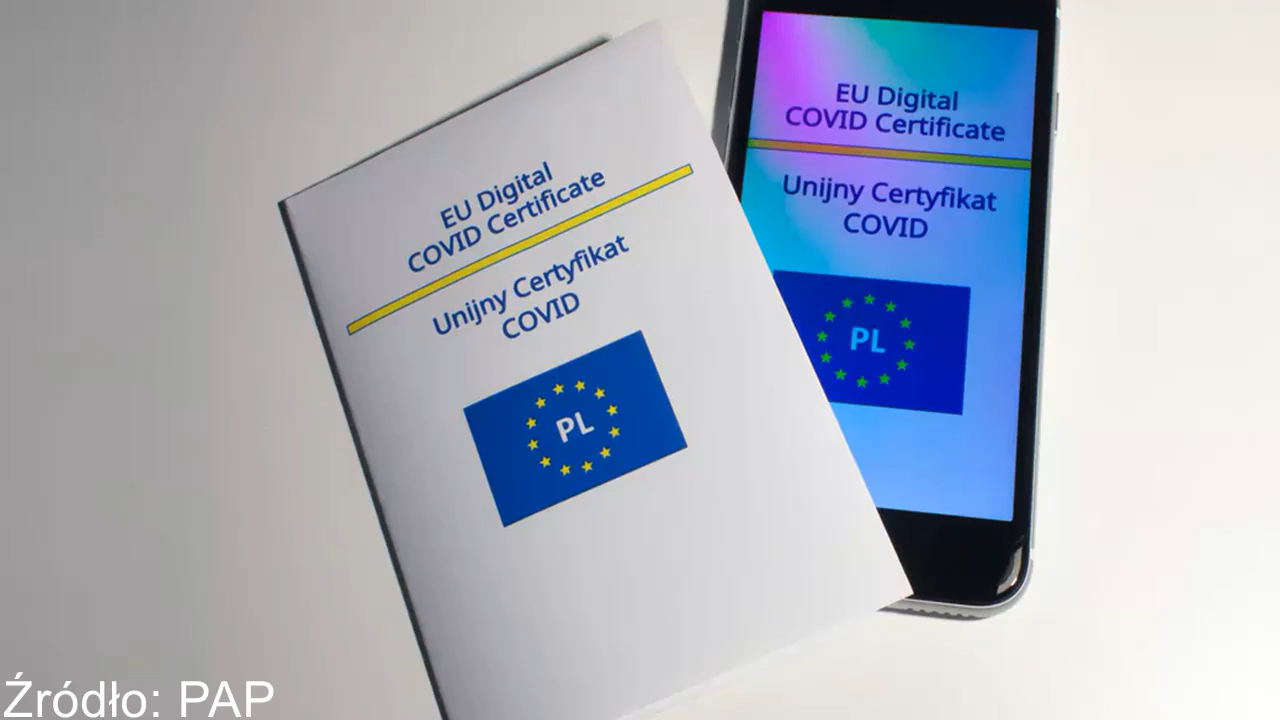 EU Digital
COVID Certificate
Unijny Certyfikat
COVID
PL
EU Digital
COVID Certificate
Unijny Certyfikat
COVID
PL
Źródło: PAP